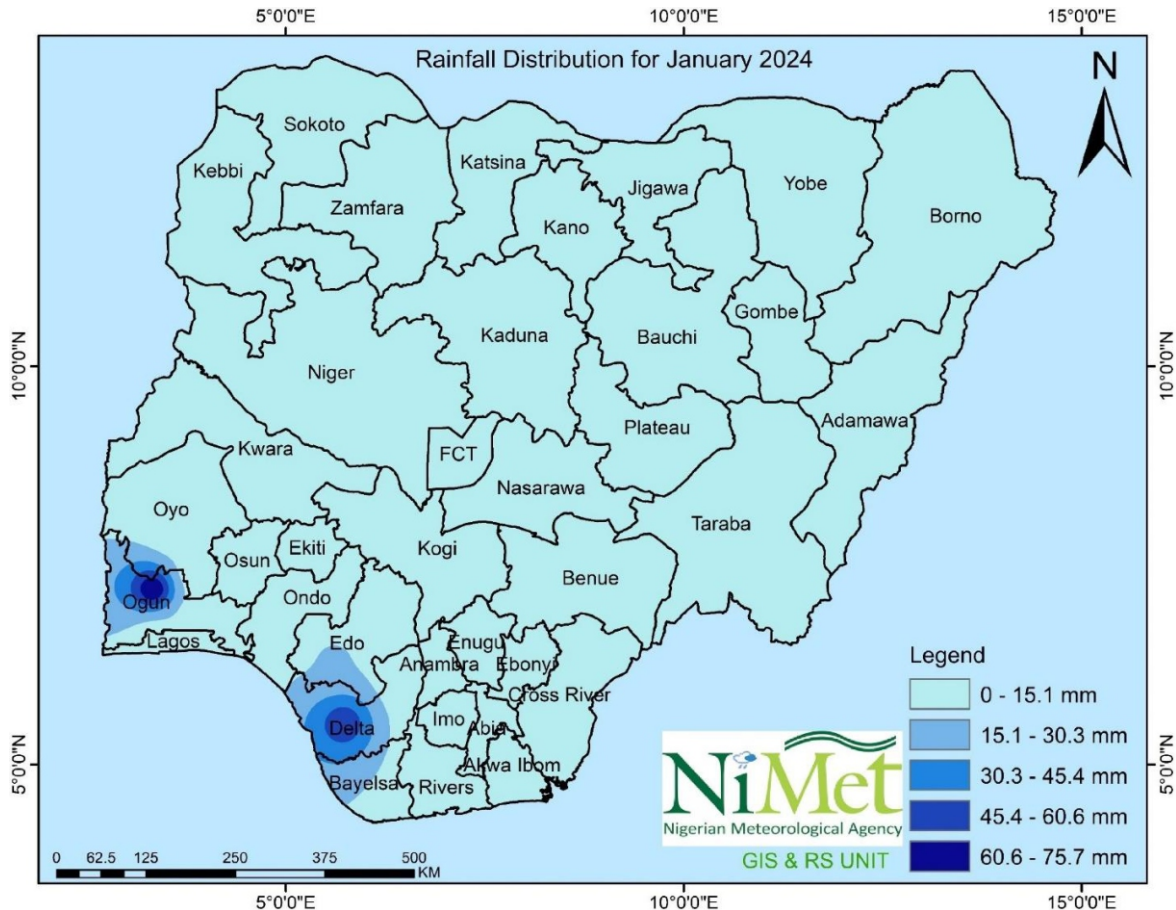 5°0'0"E 10°0'0"E 15°0'0"E
Rainfall Distribution for January 2024
N
Sokoto
Kebbi
Katsina
Zamfara
Jigawa
Yobe
Kano
Borno
10°0'0"N
Kaduna
Bauchi
Gombe
10°0'0"N
Niger
Adamawa
Plateau
Kwara
FCT
Nasarawa
Oyo
Taraba
Osun
Ekiti
Kogi
Benue
Ogun
Ondo
Lagos
Edo
Enugu
Anambra
Ebonyi
Cross River
Imo
Abia
Delta
Akwa Ibom
Bayelsa
Rivers
5°0'0"N
5°0'0"N
Legend
0 - 15.1 mm
15.1 - 30.3 mm
30.3 - 45.4 mm
45.4 - 60.6 mm
60.6 - 75.7 mm
NiMet
Nigerian Meteorological Agency
GIS & RS UNIT
0 62.5 125 250 375 500
KM
5°0'0"E 10°0'0"E 15°0'0"E